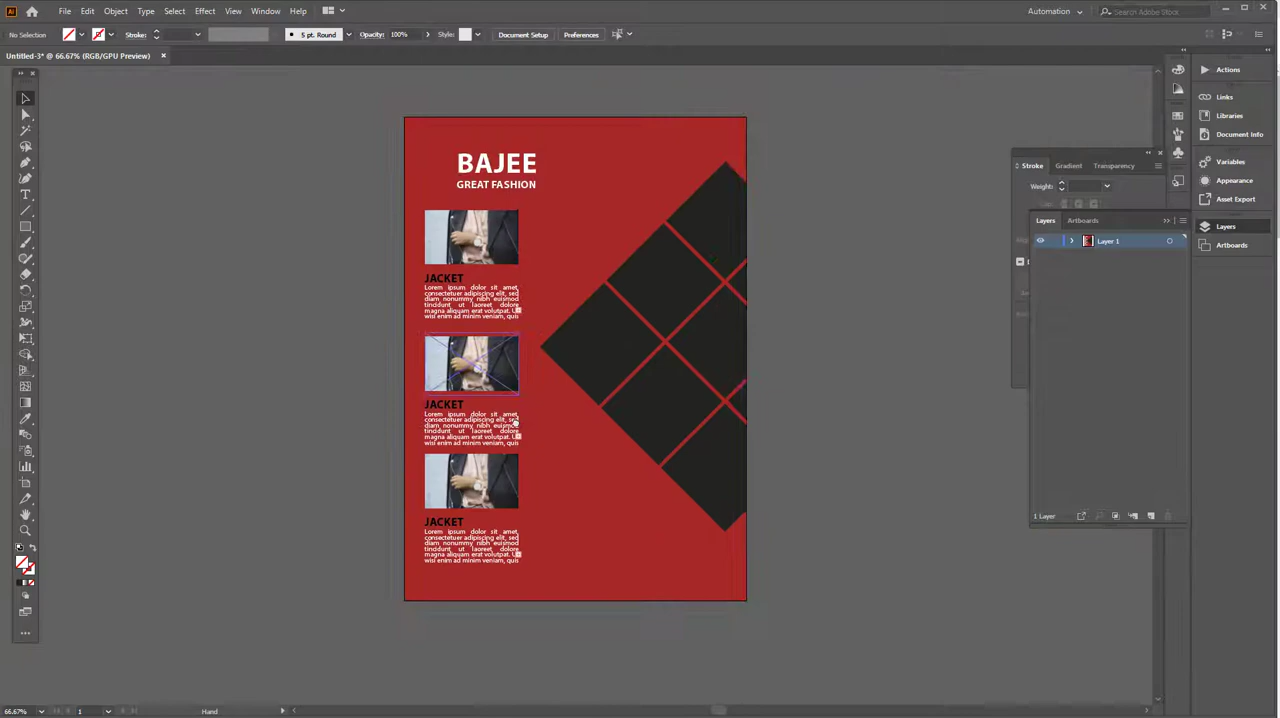 File Edit Object Type Select Effect View Window Help
Automation
Search Adobe Stock
No Selection
Stroke:
5 pt. Round
Opacity: 100%
Style:
Document Setup
Preferences
Untitled-3* @ 66.67% (RGB/GPU Preview)
Actions
Links
Libraries
Document Info
Variables
Appearance
Asset Export
Layers
Artboards
Stroke Gradient Transparency
Weight:
Layers Artboards
Layer 1
1 Layer
BAJEE
GREAT FASHION
JACKET
Lorem ipsum dolor sit amet,
consectetuer adipiscing elit, sed
diam nonummy nibh euismod
tincidunt ut laoreet dolore
magna aliquam erat volutpat. U
wisi enim ad minim veniam, quis
JACKET
Lorem ipsum dolor sit amet,
consectetuer adipiscing elit, sed
diam nonummy nibh euismod
tincidunt ut laoreet dolore
magna aliquam erat volutpat. U
wisi enim ad minim veniam, quis
JACKET
Lorem ipsum dolor sit amet,
consectetuer adipiscing elit, sed
diam nonummy nibh euismod
tincidunt ut laoreet dolore
magna aliquam erat volutpat. U
wisi enim ad minim veniam, quis
66.67%
1
Hand